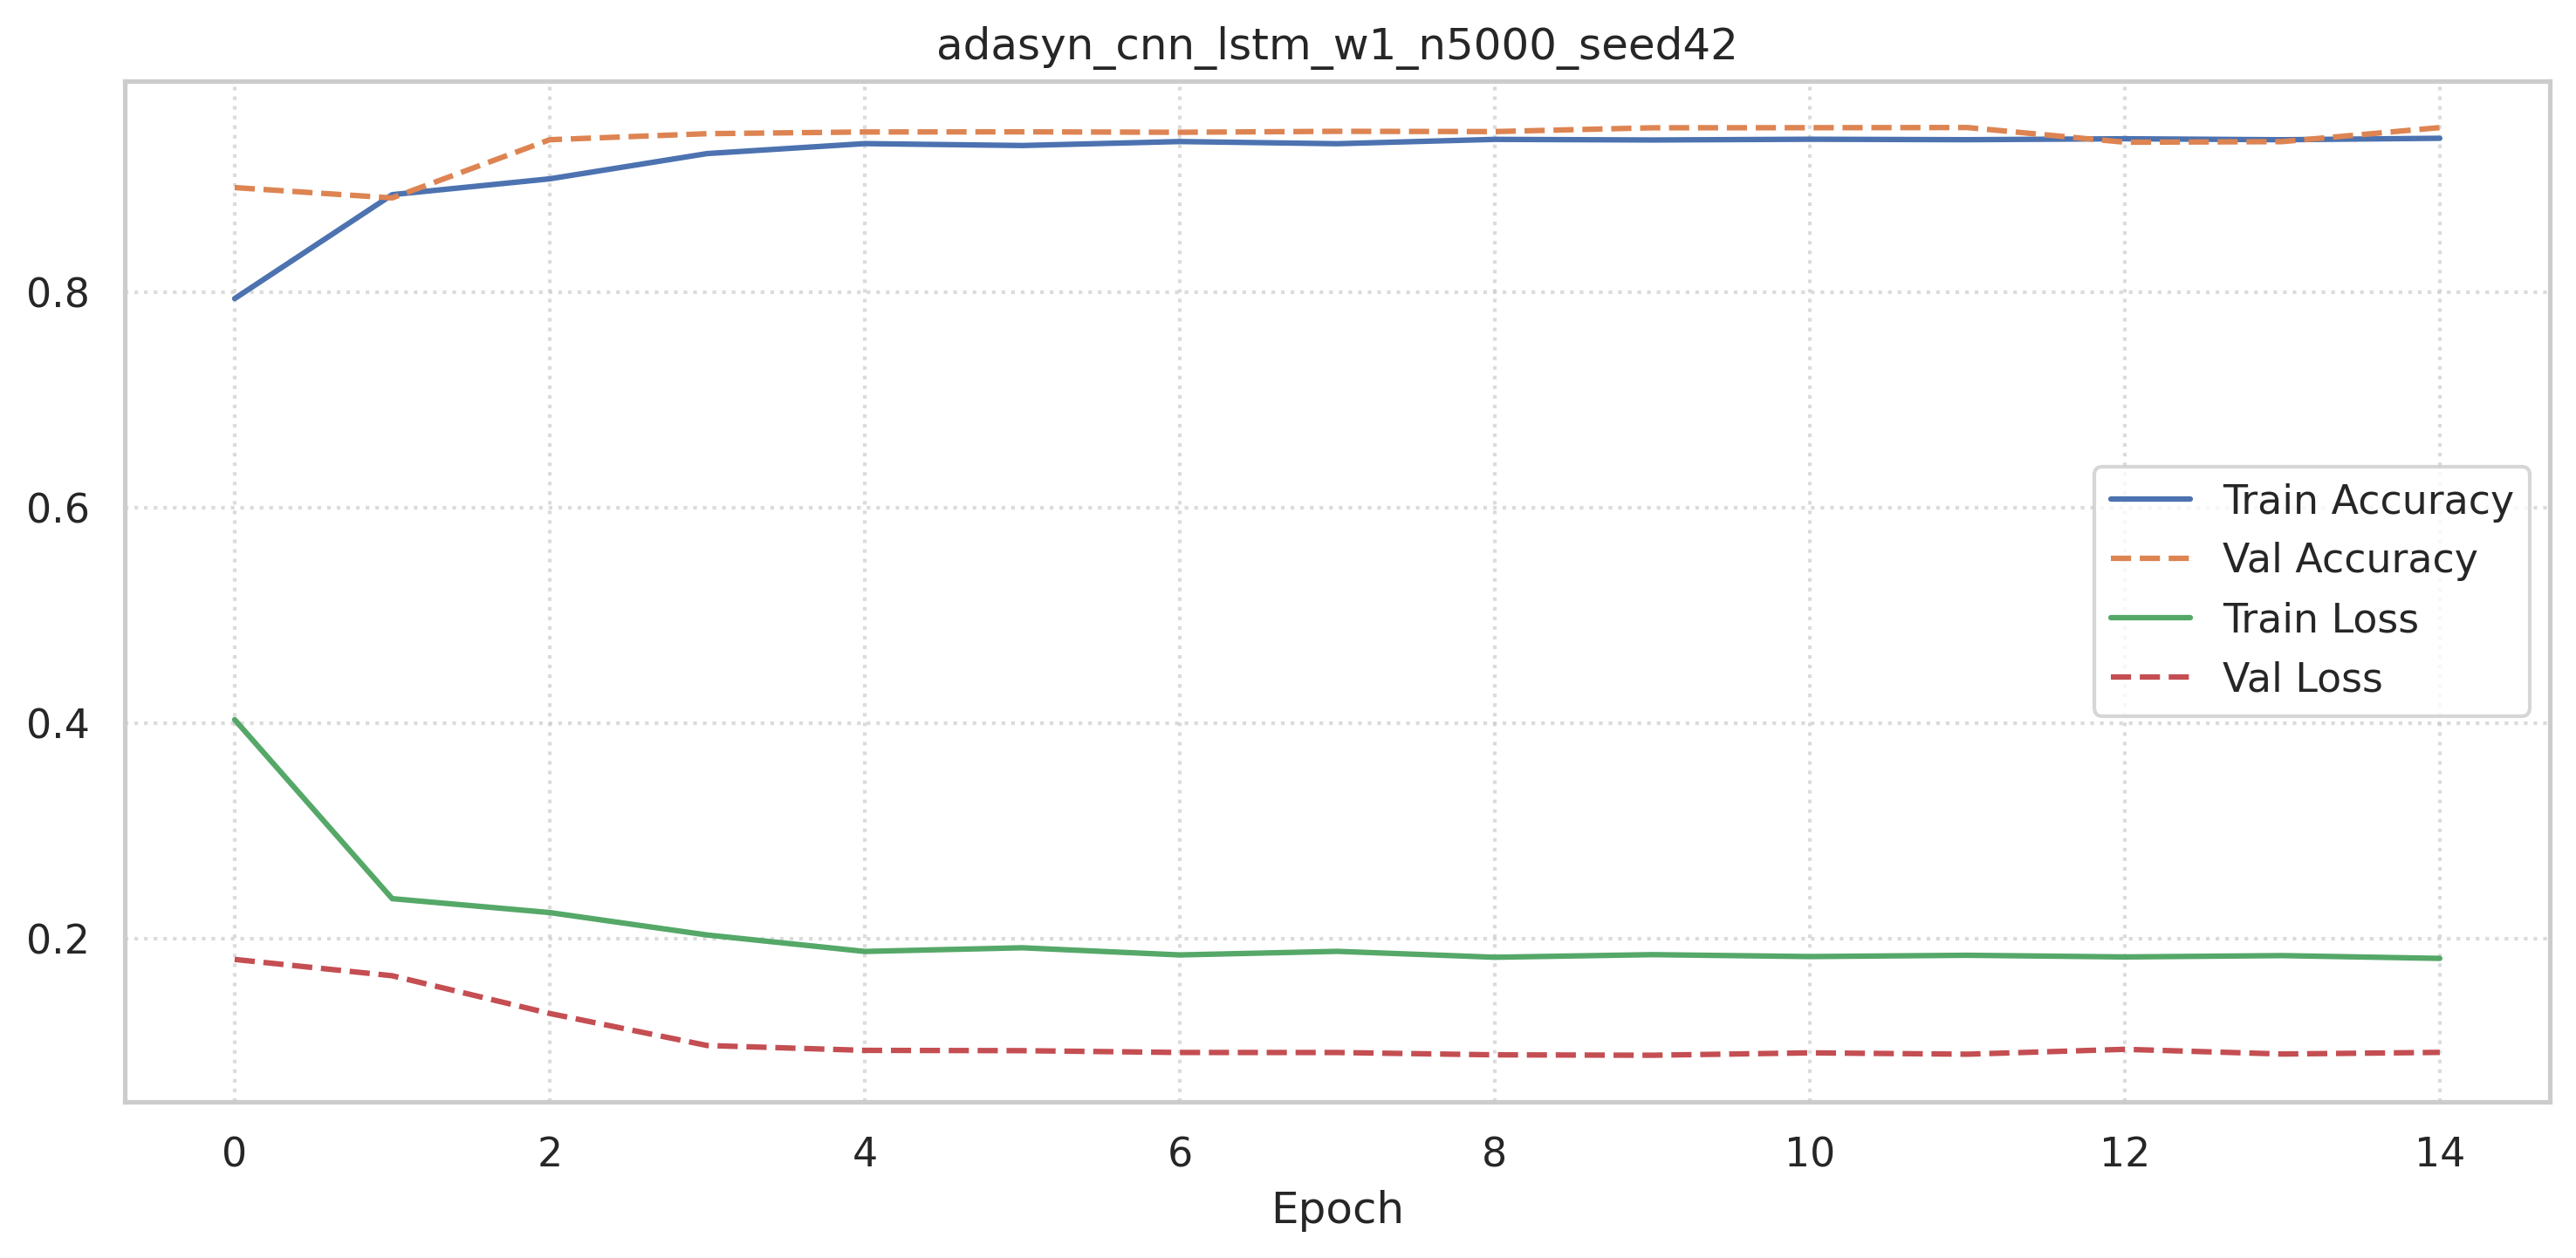 adasyn_cnn_lstm_w1_n5000_seed42
0.8
0.6
0.4
0.2
Train Accuracy
Val Accuracy
Train Loss
Val Loss
0 2 4 6 8 10 12 14
Epoch